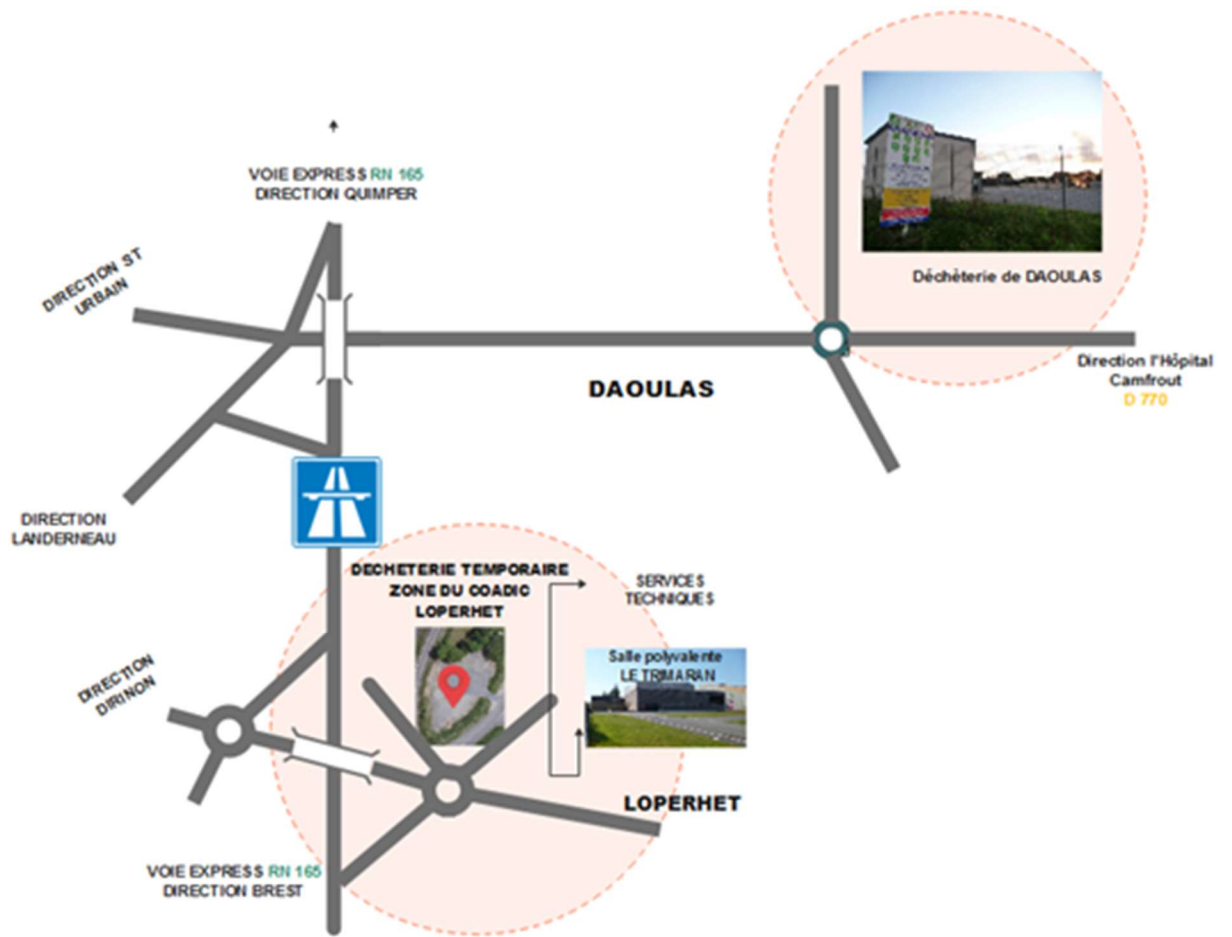 VOIE EXPRESS RN 165
DIRECTION QUIMPER
DIRECTION ST
URBAIN
Déchèterie de DAOULAS
Direction l'Hôpital
Camfrout
D 770
DAOULAS
DIRECTION
LANDERNEAU
DECHETERIE TEMPORAIRE
ZONE DU COADIC
LOPERHET
SERVICES
TECHNIQUES
Salle polyvalente
LE TRIMARAN
DIRECTION
DIRINON
LOPERHET
VOIE EXPRESS RN 165
DIRECTION BREST